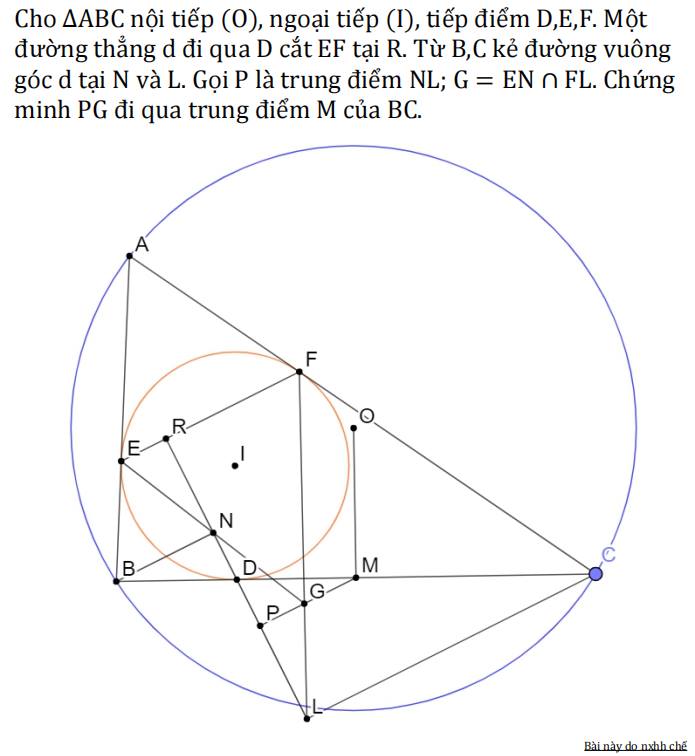 Cho ΔABC nội tiếp (O), ngoại tiếp (I), tiếp điểm D,E,F. Một
đường thẳng d đi qua D cắt EF tại R. Từ B,C kẻ đường vuông
góc d tại N và L. Gọi P là trung điểm NL; G = EN ∩ FL. Chứng
minh PG đi qua trung điểm M của BC.
A
F
O
R
E
I
N
C
B
D
M
G
P
L
Bài này do nxhh chế